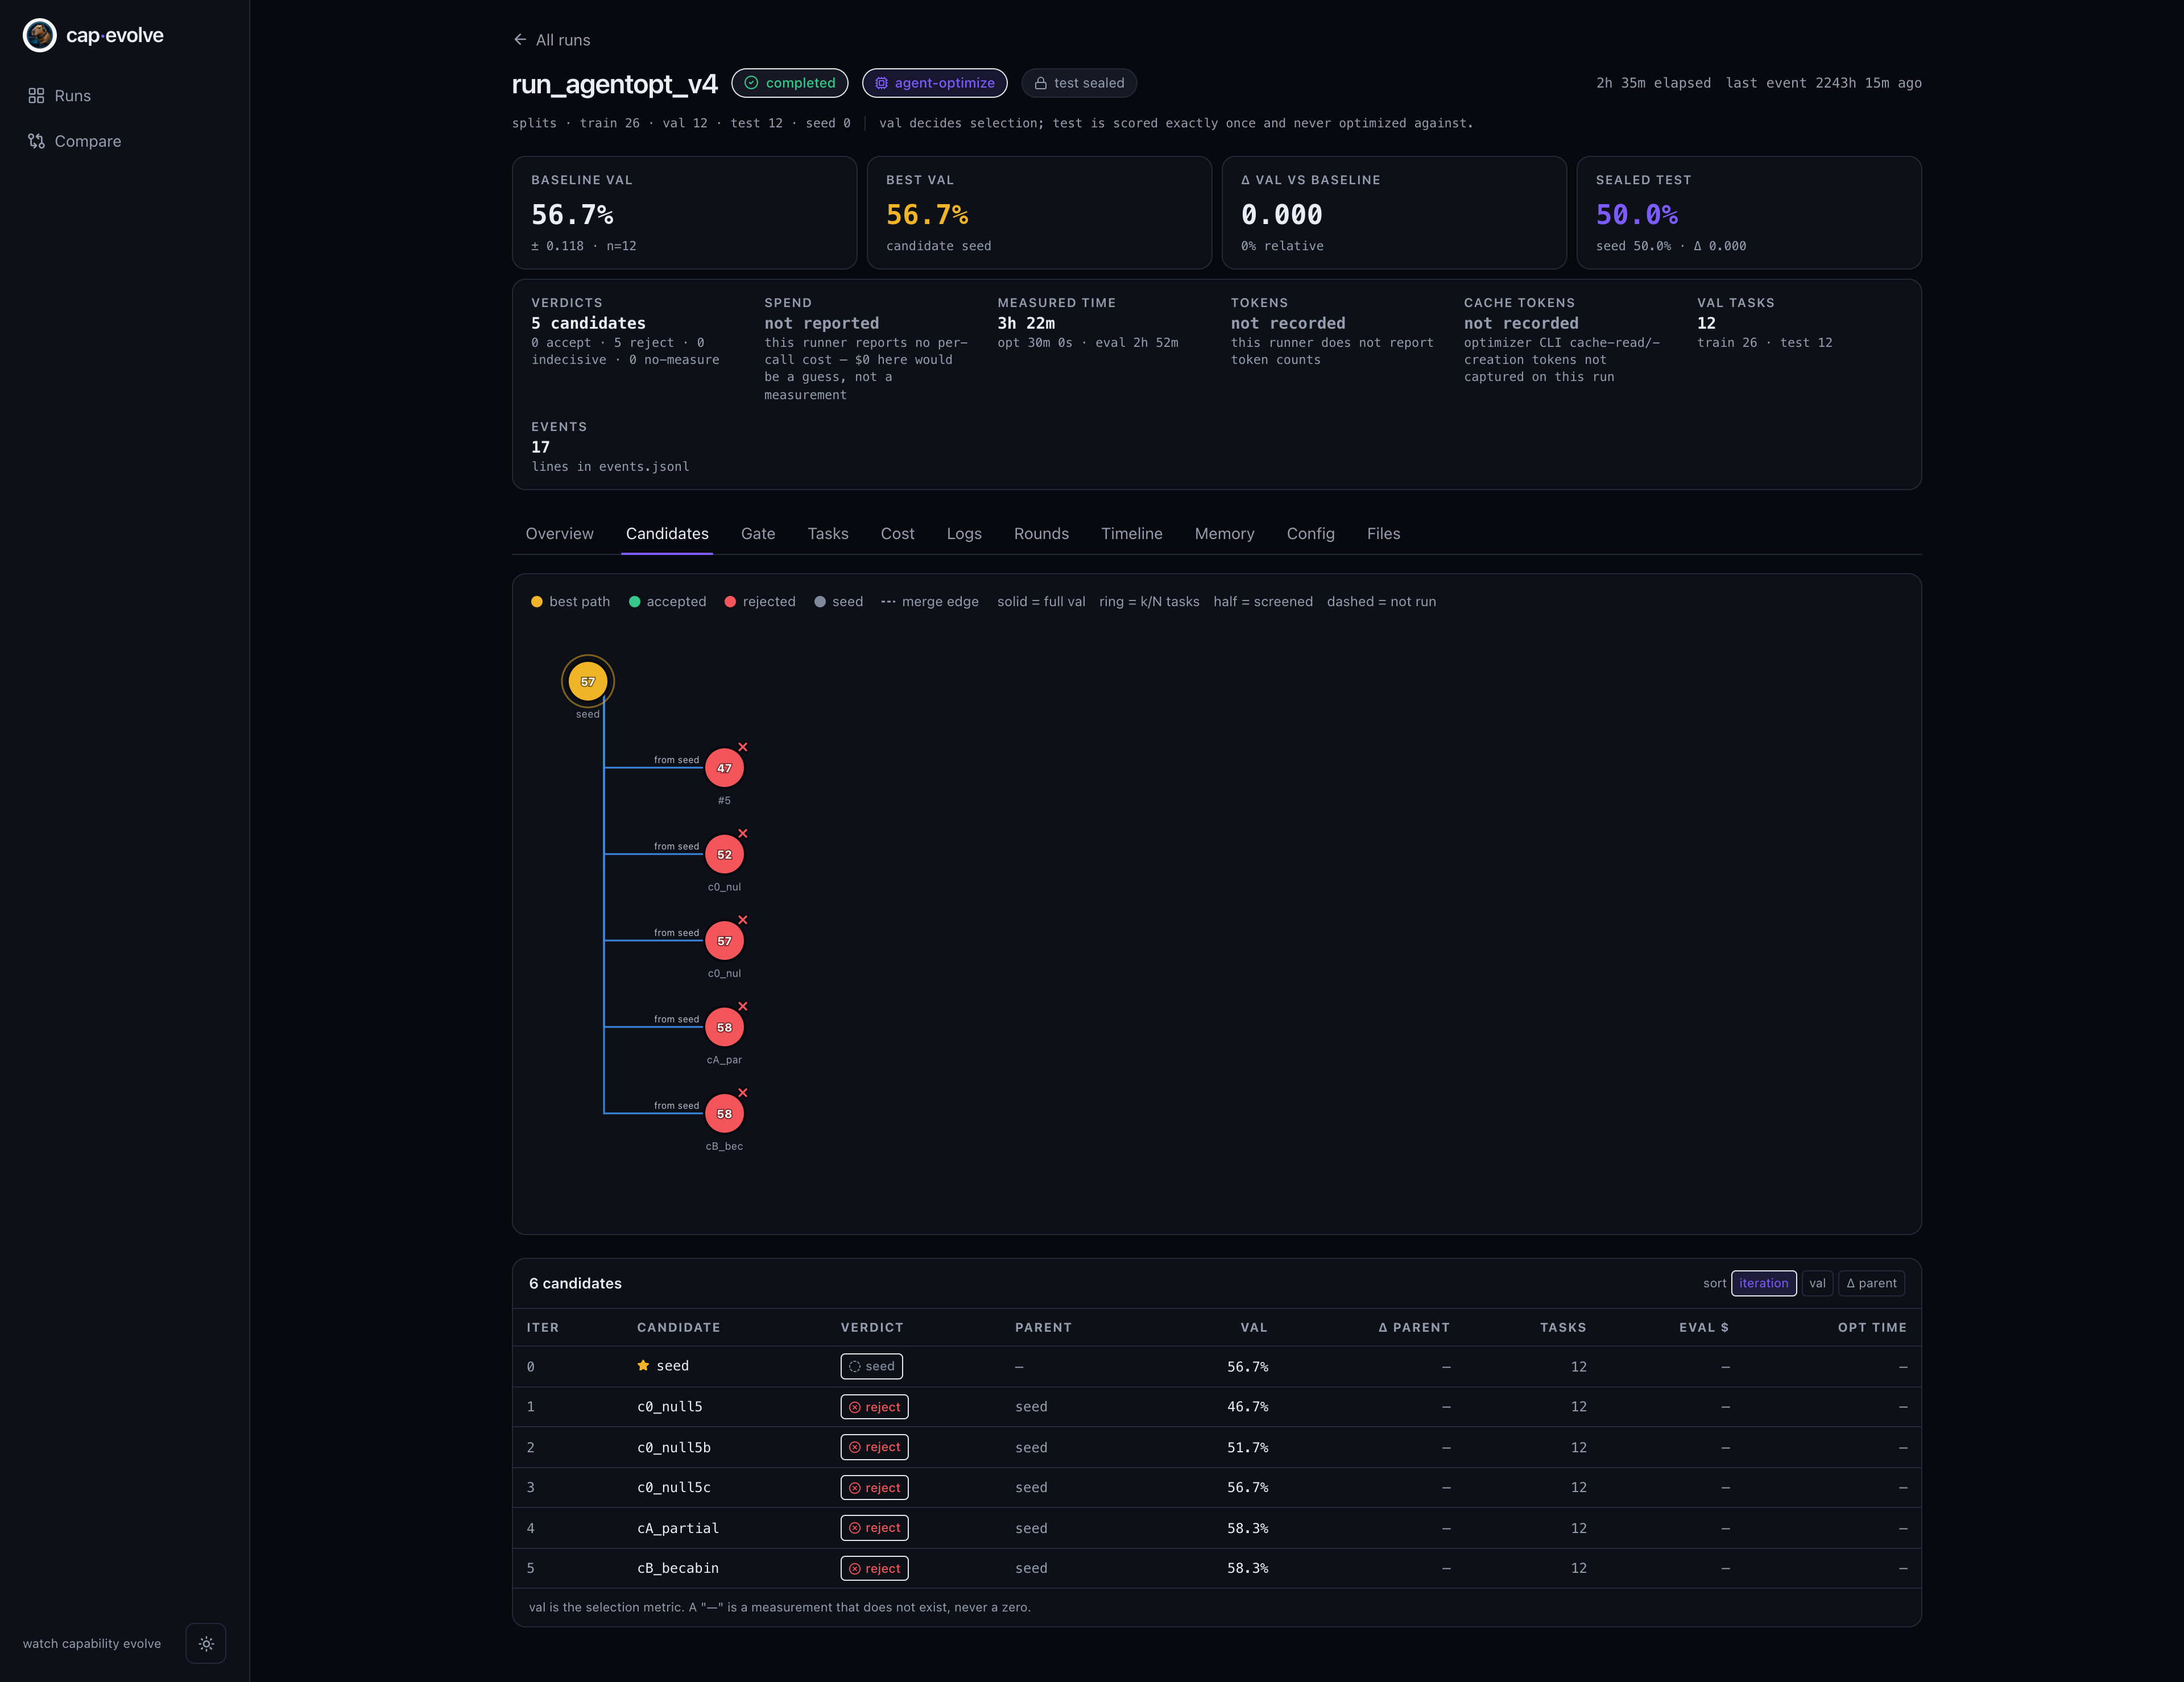 cap·evolve
Runs
Compare
All runs
run_agentopt_v4 completed agent-optimize test sealed 2h 35m elapsed last event 2243h 15m ago
splits · train 26 · val 12 · test 12 · seed 0 val decides selection; test is scored exactly once and never optimized against.
BASELINE VAL
56.7%
± 0.118 · n=12
BEST VAL
56.7%
candidate seed
Δ VAL VS BASELINE
0.000
0% relative
SEALED TEST
50.0%
seed 50.0% · Δ 0.000
VERDICTS
5 candidates
0 accept · 5 reject · 0
indecisive · 0 no-measure
SPEND
not reported
this runner reports no per-
call cost — $0 here would
be a guess, not a
measurement
MEASURED TIME
3h 22m
opt 30m 0s · eval 2h 52m
TOKENS
not recorded
this runner does not report
token counts
CACHE TOKENS
not recorded
optimizer CLI cache-read/-
creation tokens not
captured on this run
VAL TASKS
12
train 26 · test 12
EVENTS
17
lines in events.jsonl
Overview Candidates Gate Tasks Cost Logs Rounds Timeline Memory Config Files
best path accepted rejected seed merge edge solid = full val ring = k/N tasks half = screened dashed = not run
57
seed
from seed 47
#5
from seed 52
c0_nul
from seed 57
c0_nul
from seed 58
cA_par
from seed 58
cB_bec
6 candidates sort iteration val Δ parent
ITER CANDIDATE VERDICT PARENT VAL Δ PARENT TASKS EVAL $ OPT TIME
0 seed seed — 56.7% — 12 — —
1 c0_null5 reject seed 46.7% — 12 — —
2 c0_null5b reject seed 51.7% — 12 — —
3 c0_null5c reject seed 56.7% — 12 — —
4 cA_partial reject seed 58.3% — 12 — —
5 cB_becabin reject seed 58.3% — 12 — —
val is the selection metric. A "—" is a measurement that does not exist, never a zero.
watch capability evolve